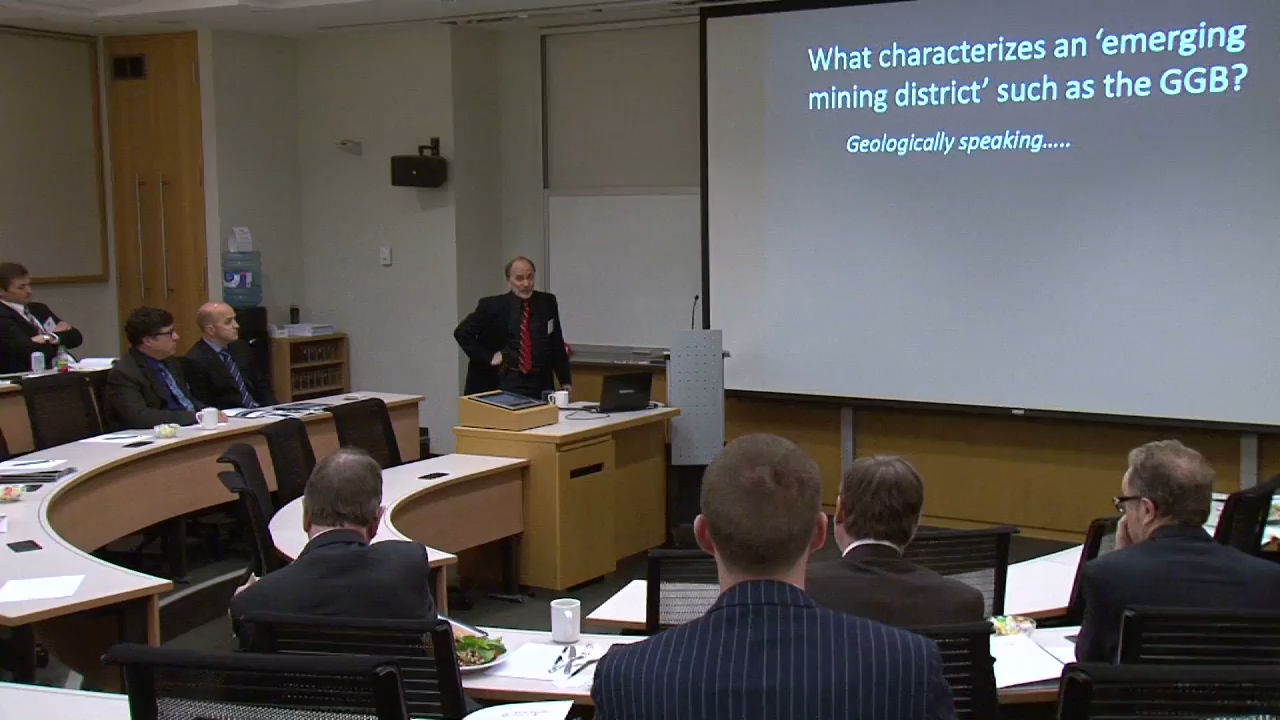 What characterizes an ‘emerging
mining district’ such as the GGB?
Geologically speaking.....